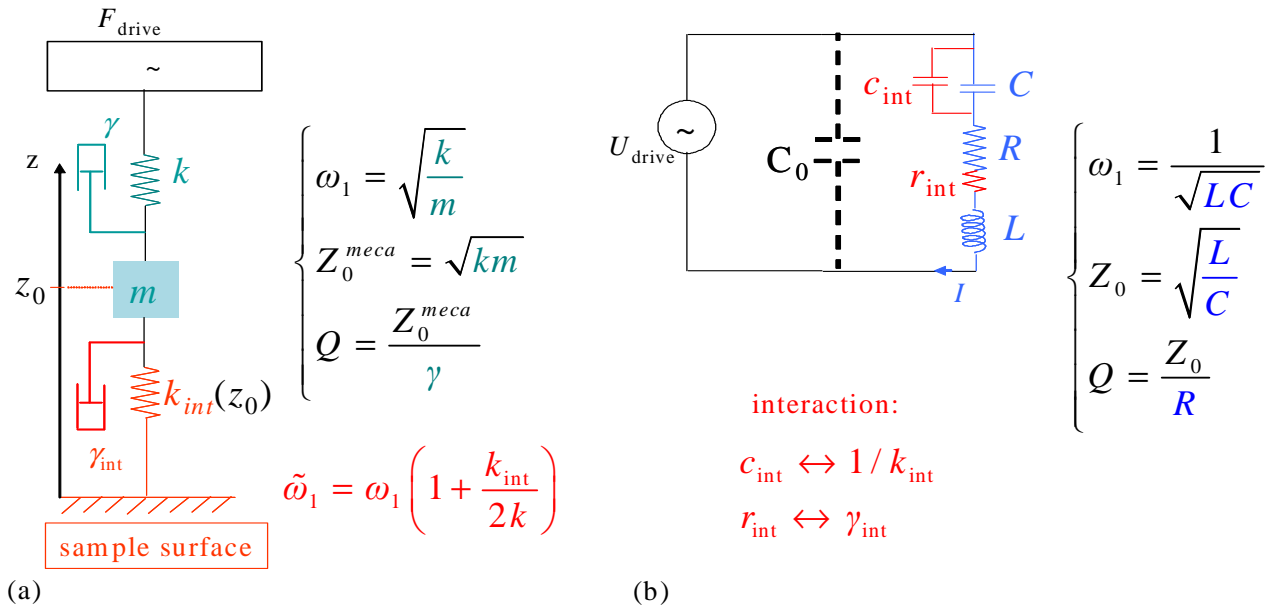 F_drive
~
γ
z
k
z_0
m
k_int(z_0)
γ_int
sample surface
ω_1 = √(k/m)
Z_0^meca = √(km)
Q = Z_0^meca / γ
ω̃_1 = ω_1 (1 + k_int / 2k)
(a)
U_drive
~
C_0
c_int
C
R
r_int
L
I
ω_1 = 1 / √(LC)
Z_0 = √(L/C)
Q = Z_0 / R
interaction:
c_int ↔ 1 / k_int
r_int ↔ γ_int
(b)